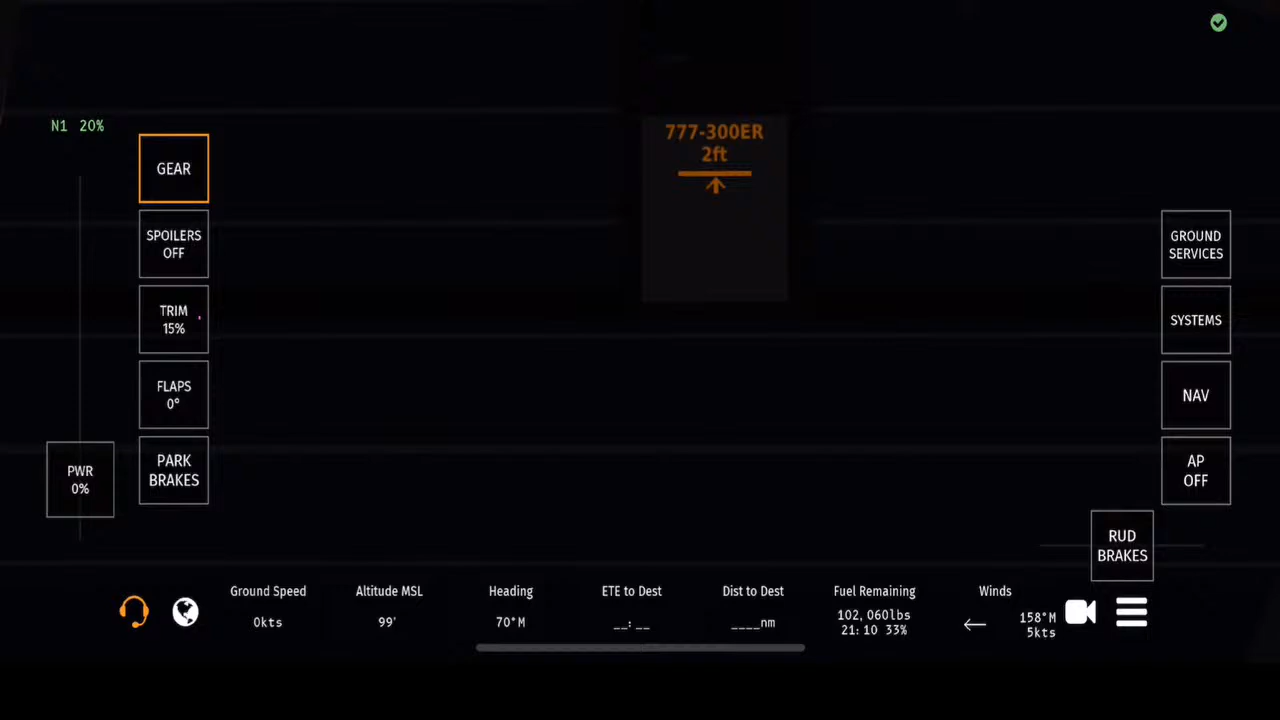 N1 20%
777-300ER
2ft
GEAR
SPOILERS
OFF
TRIM
15%
FLAPS
0°
PARK
BRAKES
PWR
0%
GROUND
SERVICES
SYSTEMS
NAV
AP
OFF
RUD
BRAKES
Ground Speed
0kts
Altitude MSL
99'
Heading
70°M
ETE to Dest
__:__
Dist to Dest
____nm
Fuel Remaining
102,060lbs
21:10 33%
Winds
158°M
5kts